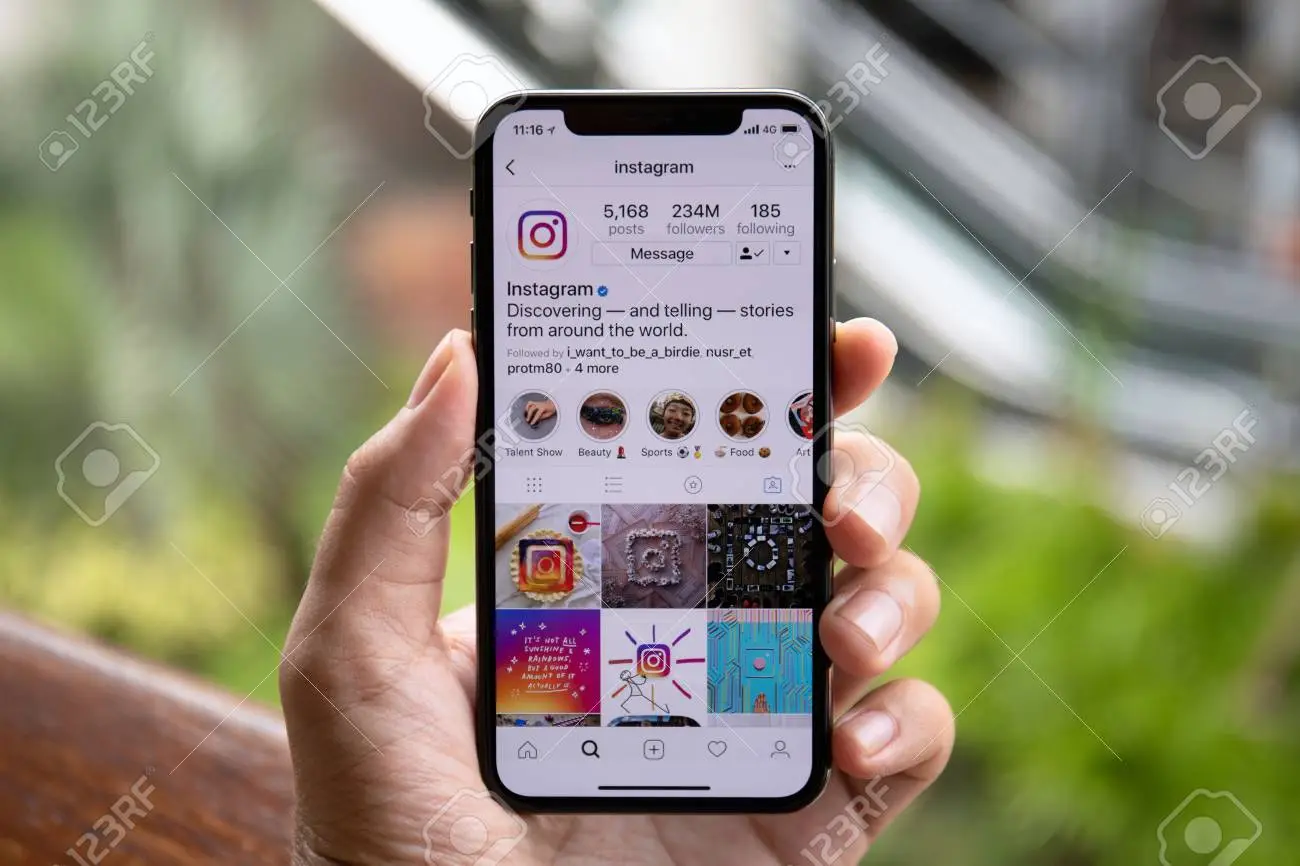 11:16 4G
instagram
5,168 234M 185
posts followers following
Message
Instagram
Discovering — and telling — stories
from around the world.
Followed by i_want_to_be_a_birdie, nusr_et,
protm80 + 4 more
Talent Show Beauty 💄 Sports ⚽🏅 🍜 Food 🍪 Art
IT'S NOT ALL
SUNSHINE &
RAINBOWS,
BUT A GOOD
AMOUNT OF IT
ACTUALLY IS.
123RF
123RF
123RF
123RF
123RF
123RF
123RF